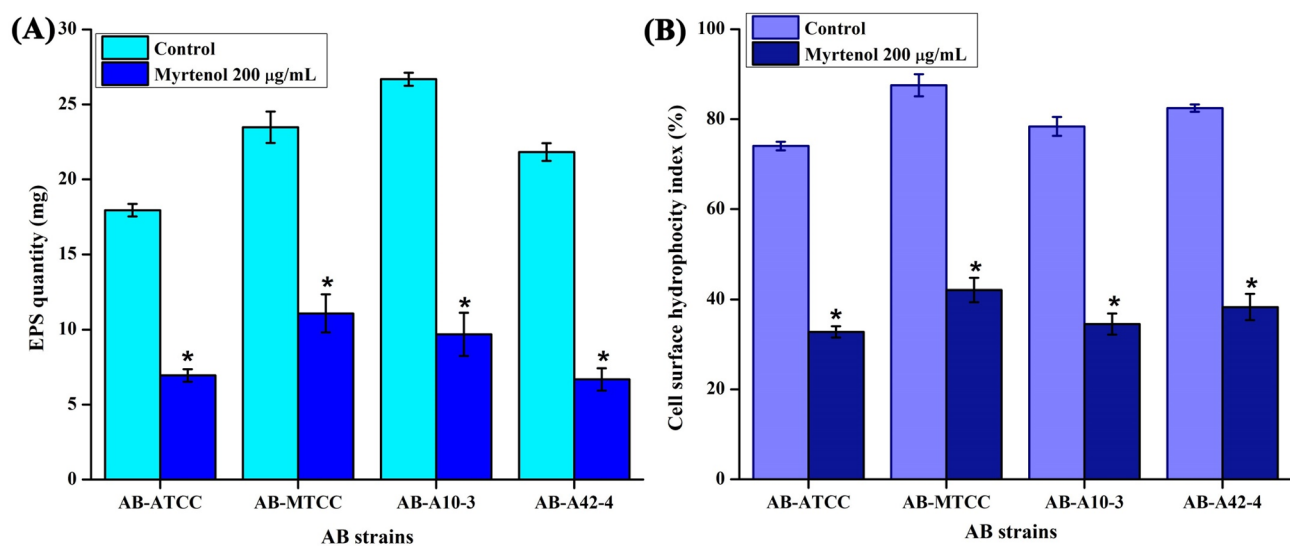 (A)
30
25
20
15
10
5
0
EPS quantity (mg)
Control
Myrtenol 200 μg/mL
*
*
*
*
AB-ATCC
AB-MTCC
AB-A10-3
AB-A42-4
AB strains
(B)
100
80
60
40
20
0
Cell surface hydrophocity index (%)
Control
Myrtenol 200 μg/mL
*
*
*
*
AB-ATCC
AB-MTCC
AB-A10-3
AB-A42-4
AB strains